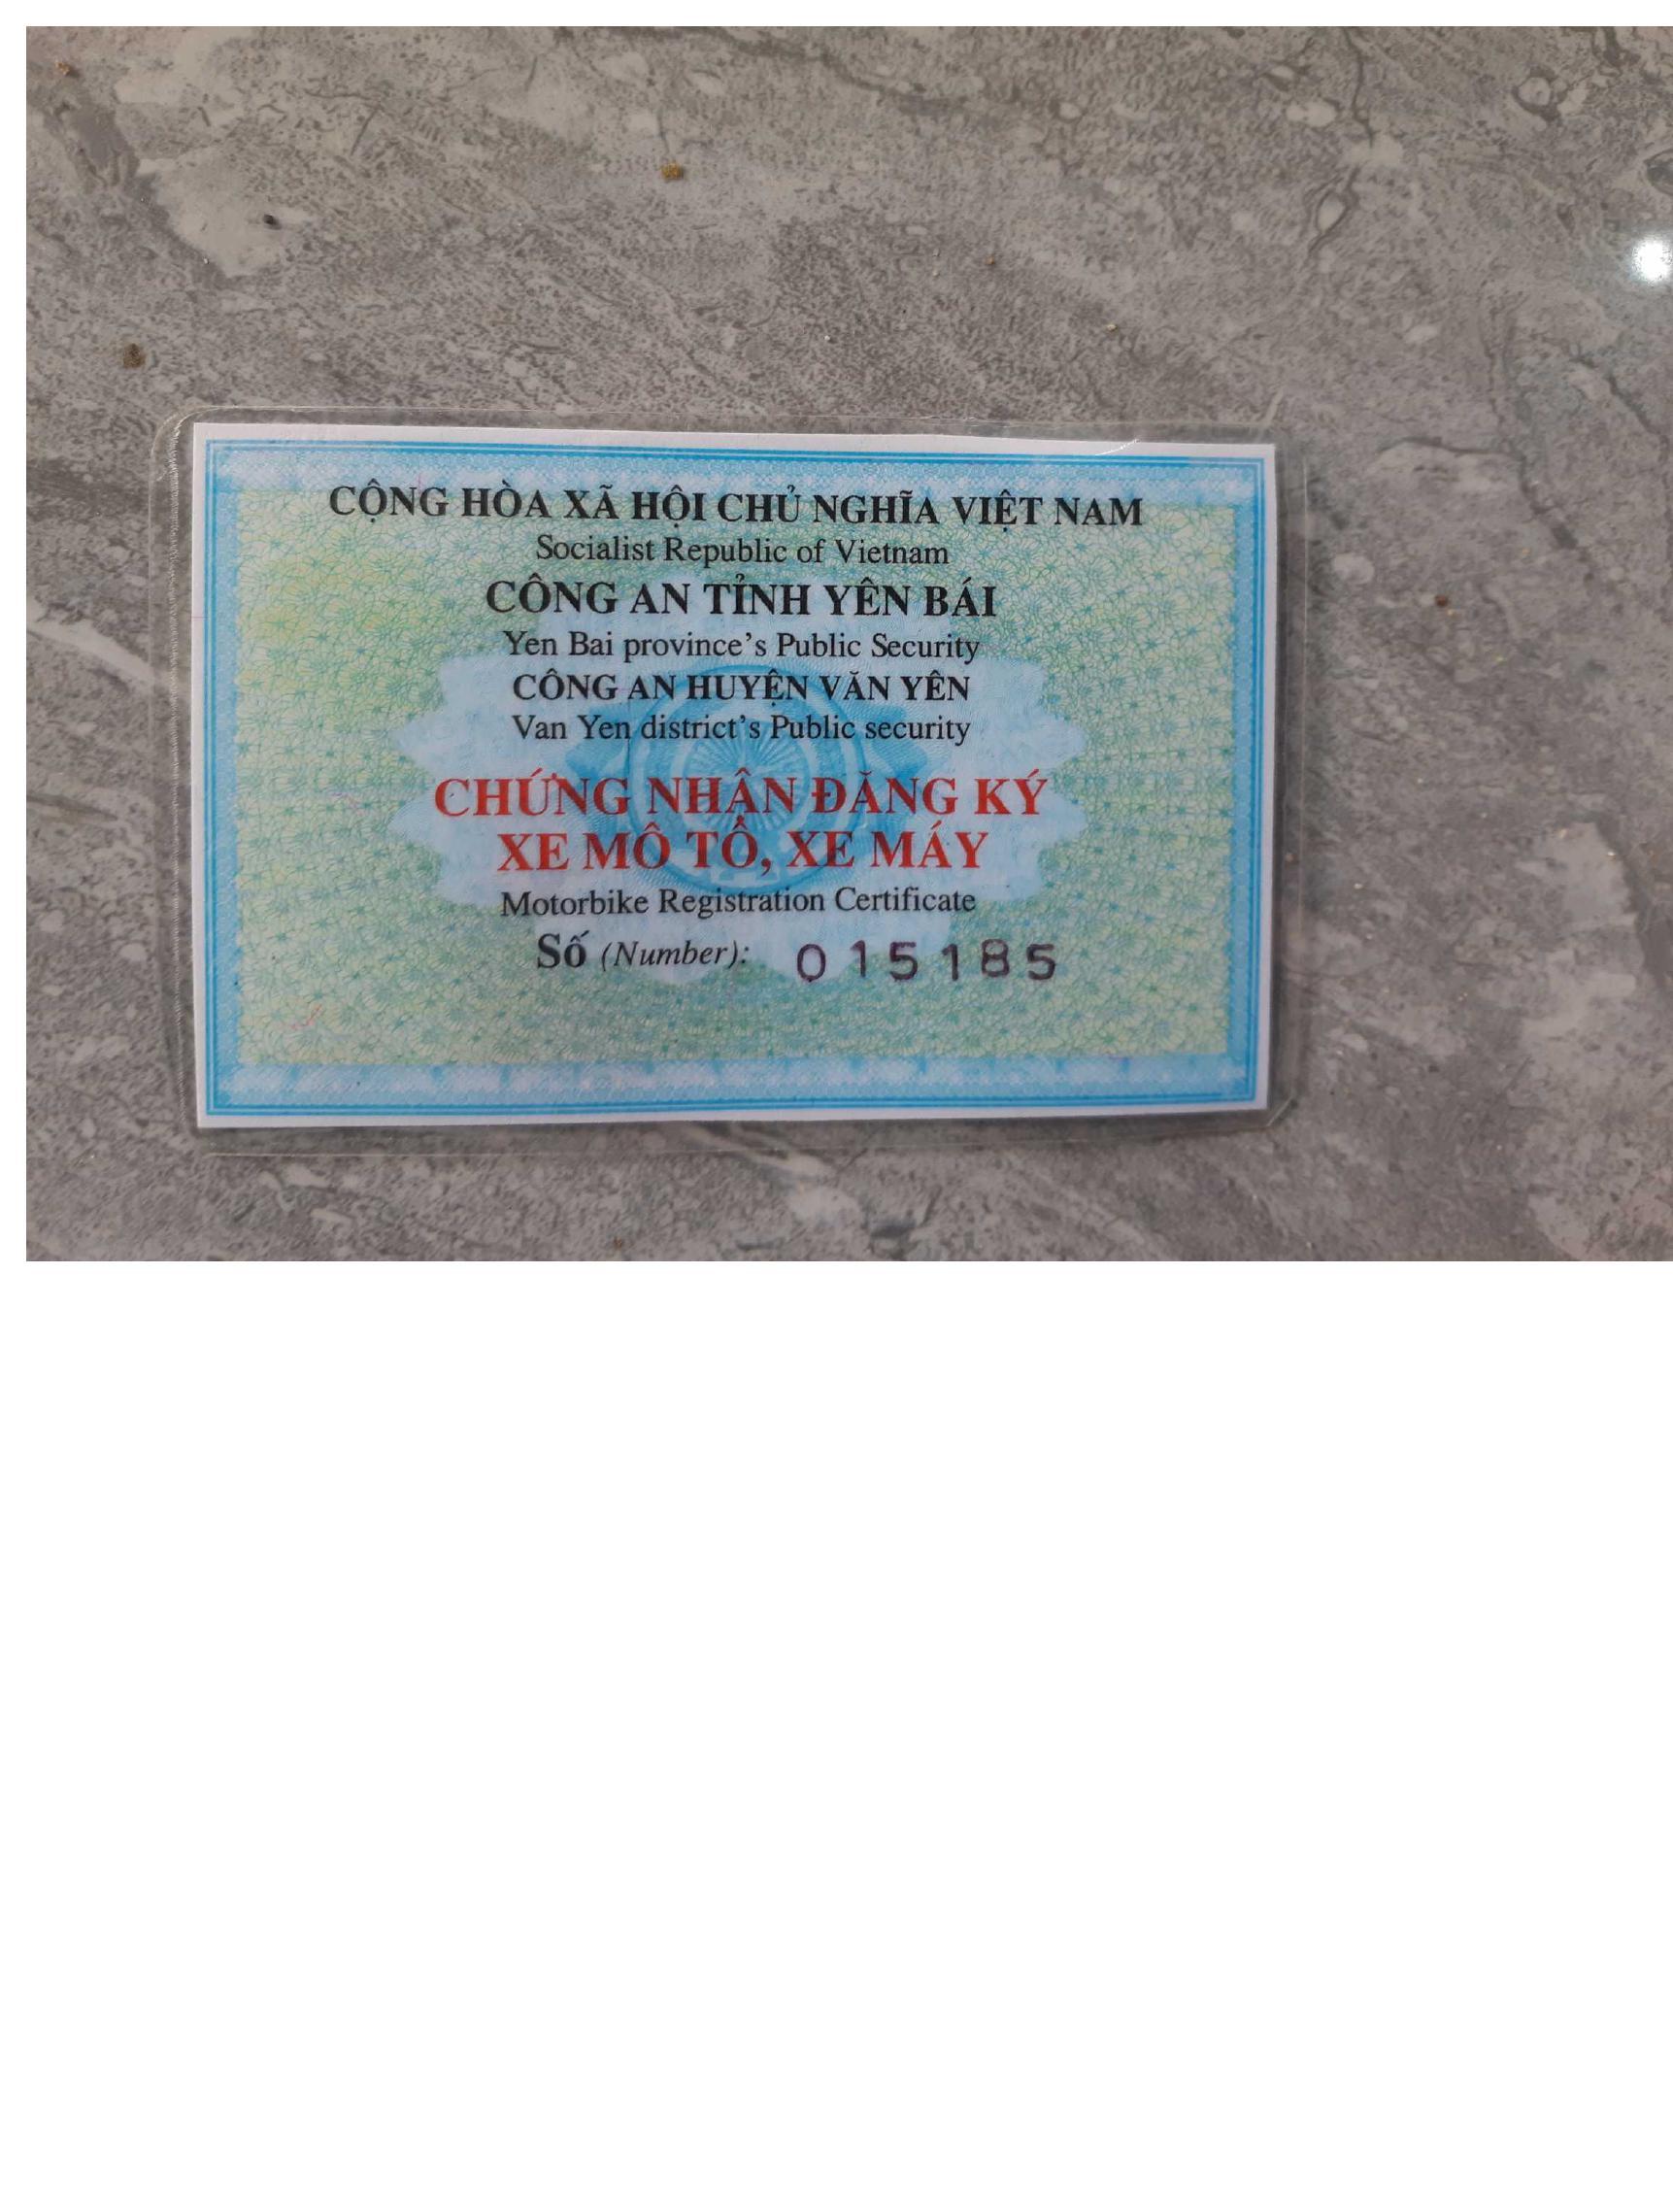 CỘNG HÒA XÃ HỘI CHỦ NGHĨA VIỆT NAM
Socialist Republic of Vietnam
CÔNG AN TỈNH YÊN BÁI
Yen Bai province's Public Security
CÔNG AN HUYỆN VĂN YÊN
Van Yen district's Public security
CHỨNG NHẬN ĐĂNG KÝ
XE MÔ TÔ, XE MÁY
Motorbike Registration Certificate
Số (Number): 015185